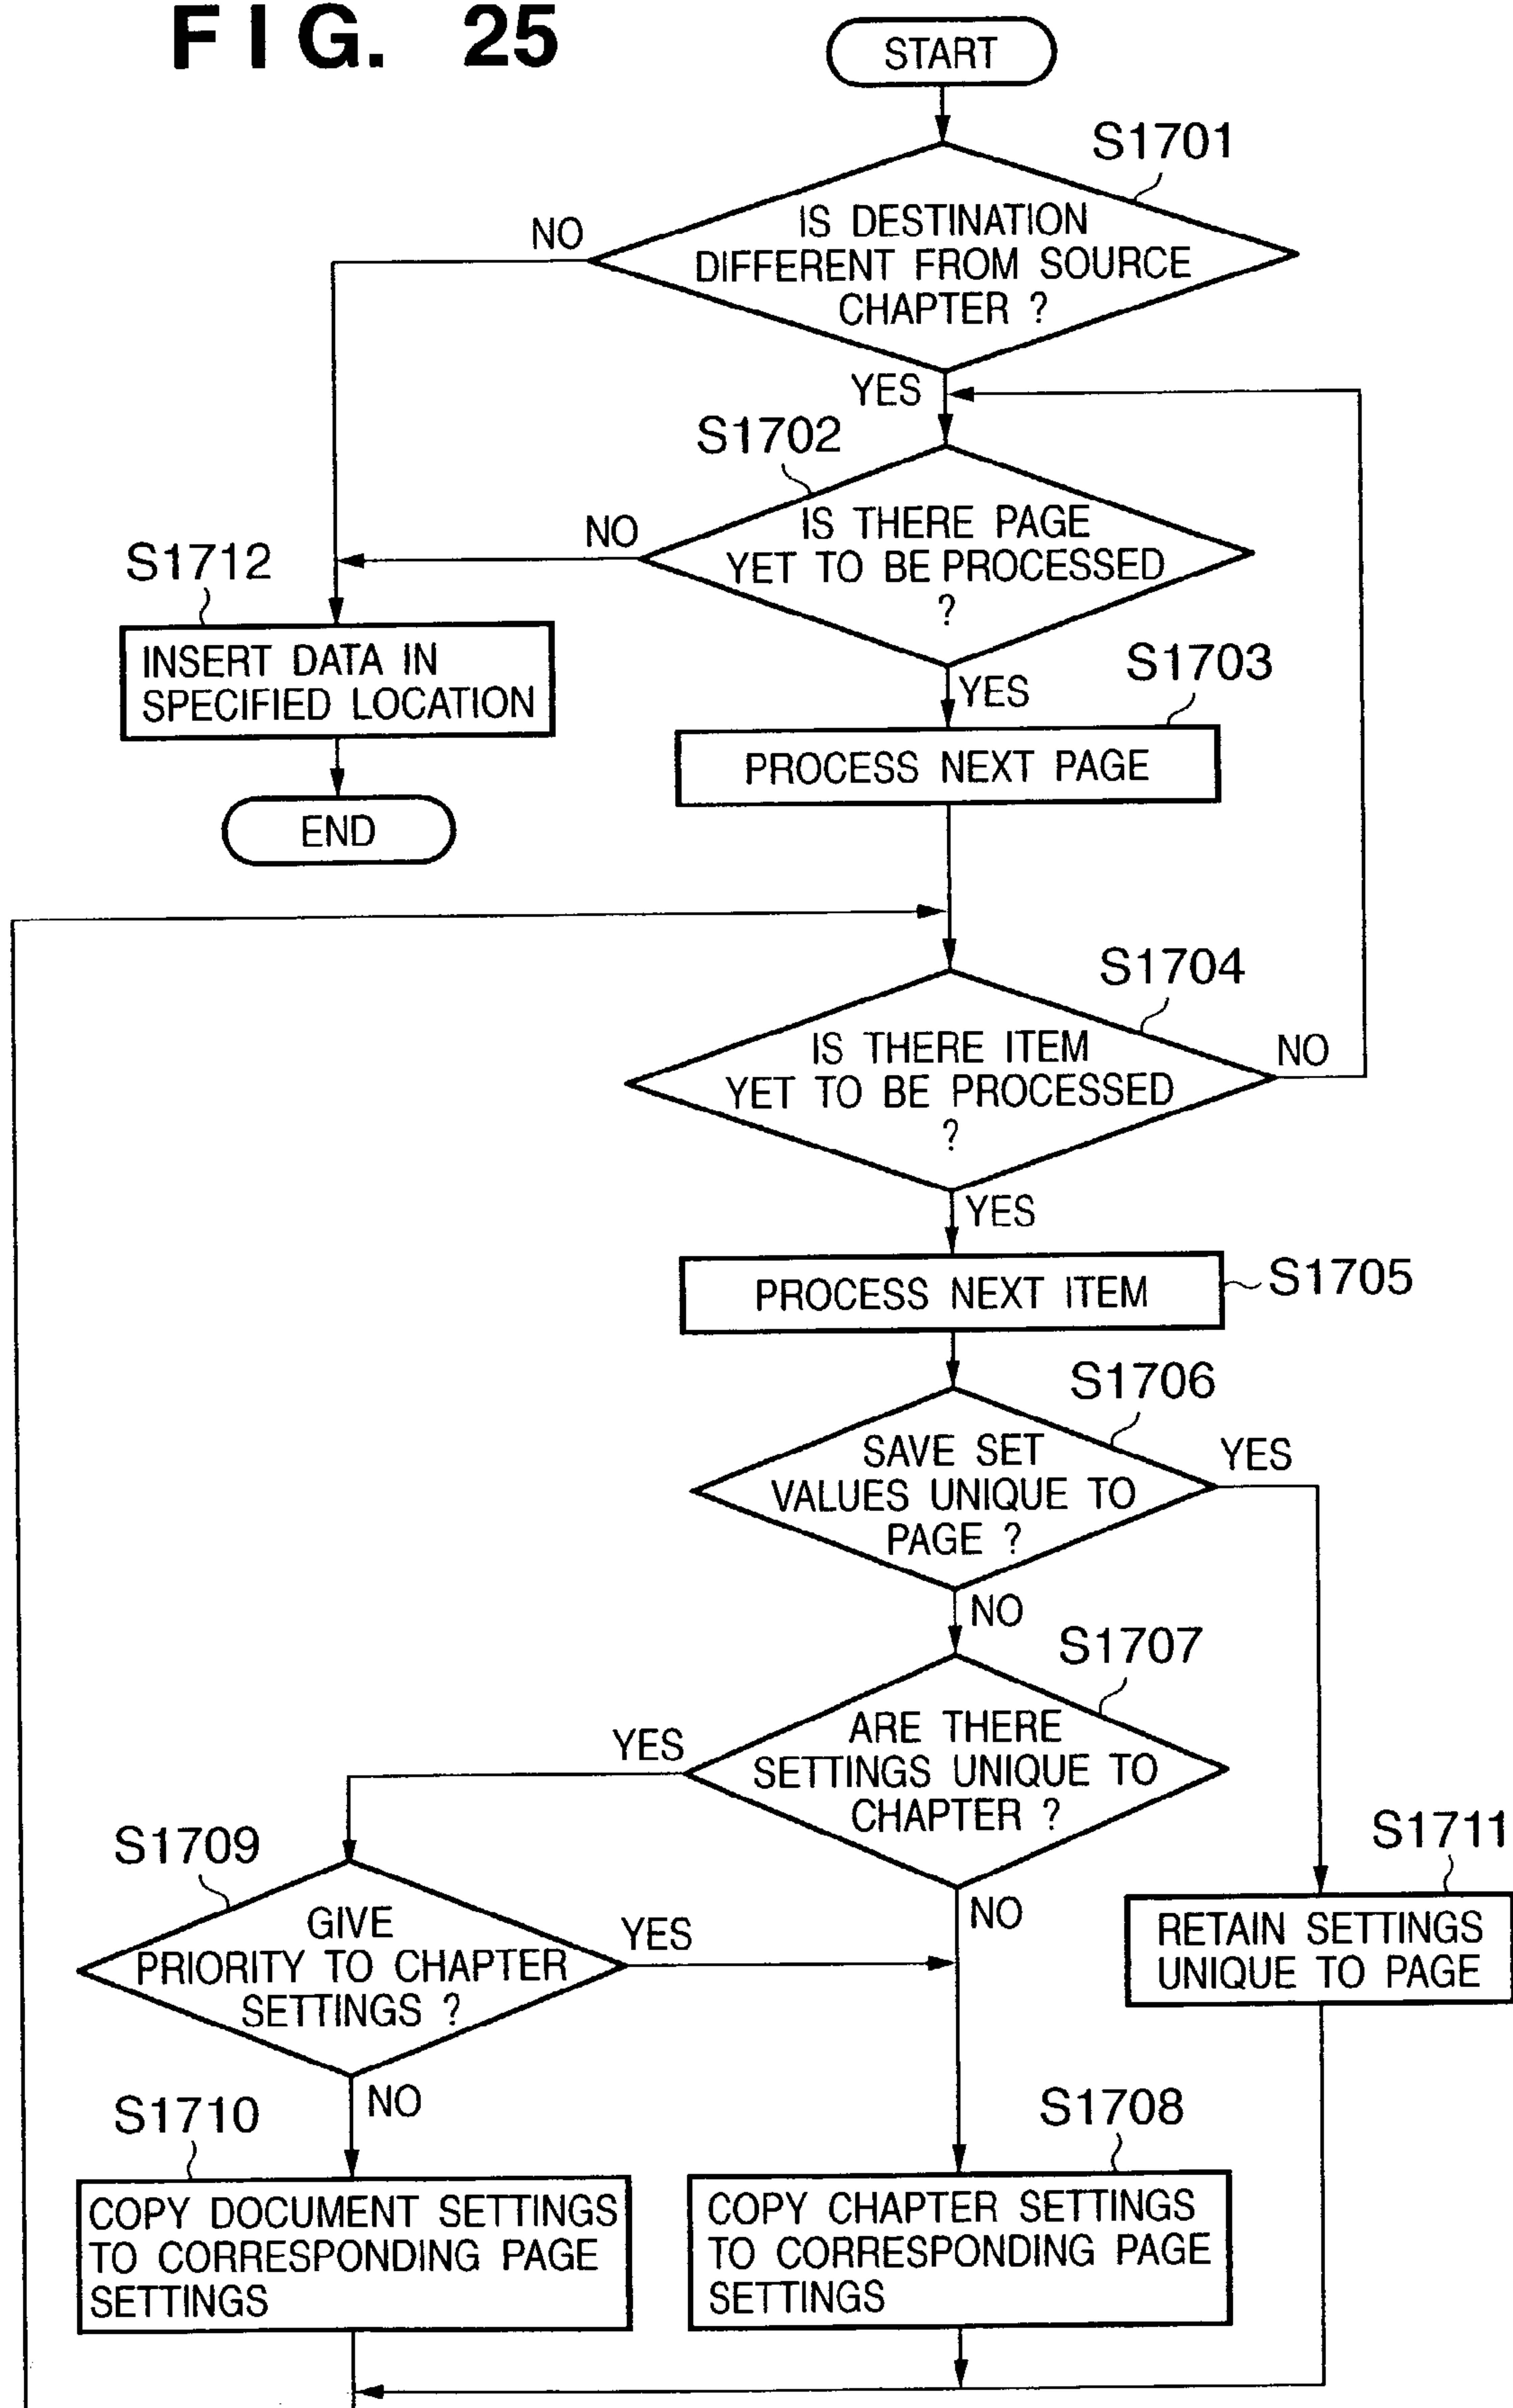 FIG. 25
START
S1701
IS DESTINATION
DIFFERENT FROM SOURCE
CHAPTER ?
NO
YES
S1702
IS THERE PAGE
YET TO BE PROCESSED
?
NO
YES
S1712
INSERT DATA IN
SPECIFIED LOCATION
END
S1703
PROCESS NEXT PAGE
S1704
IS THERE ITEM
YET TO BE PROCESSED
?
NO
YES
PROCESS NEXT ITEM
S1705
S1706
SAVE SET
VALUES UNIQUE TO
PAGE ?
YES
NO
S1707
ARE THERE
SETTINGS UNIQUE TO
CHAPTER ?
YES
NO
S1709
GIVE
PRIORITY TO CHAPTER
SETTINGS ?
YES
NO
S1711
RETAIN SETTINGS
UNIQUE TO PAGE
S1710
COPY DOCUMENT SETTINGS
TO CORRESPONDING PAGE
SETTINGS
S1708
COPY CHAPTER SETTINGS
TO CORRESPONDING PAGE
SETTINGS